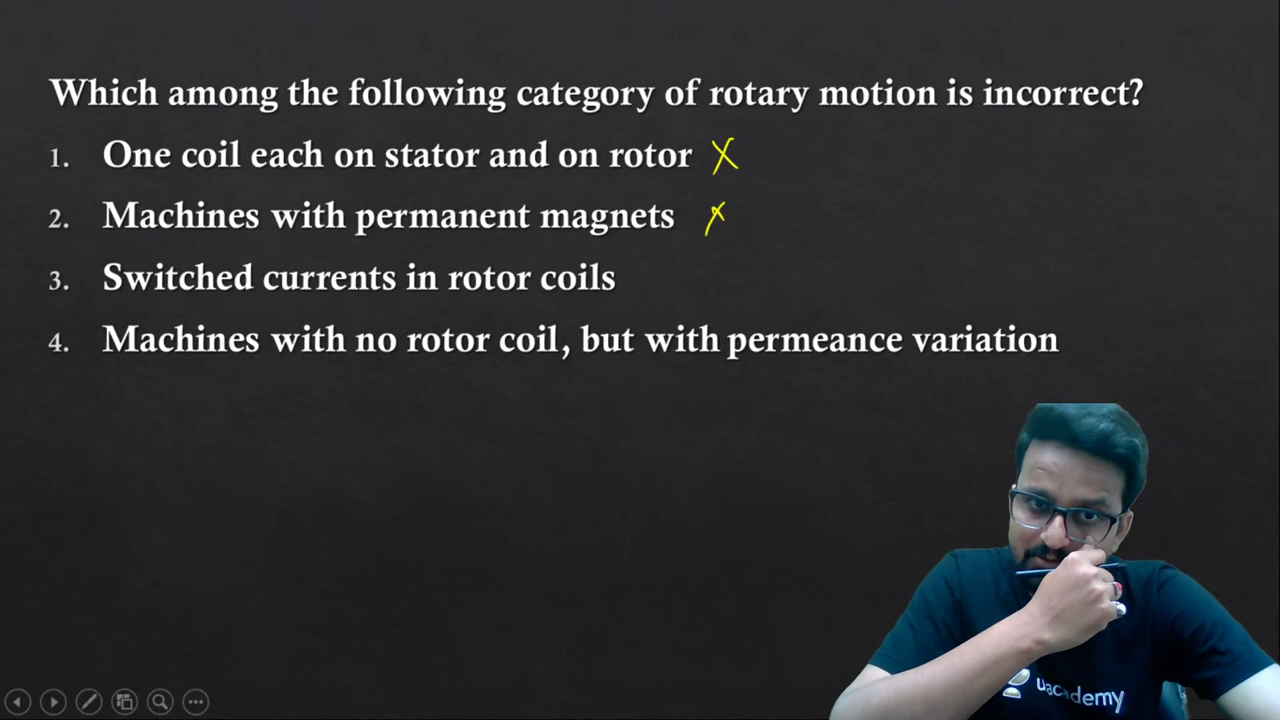 Which among the following category of rotary motion is incorrect?
1. One coil each on stator and on rotor X
2. Machines with permanent magnets X
3. Switched currents in rotor coils
4. Machines with no rotor coil, but with permeance variation
unacademy